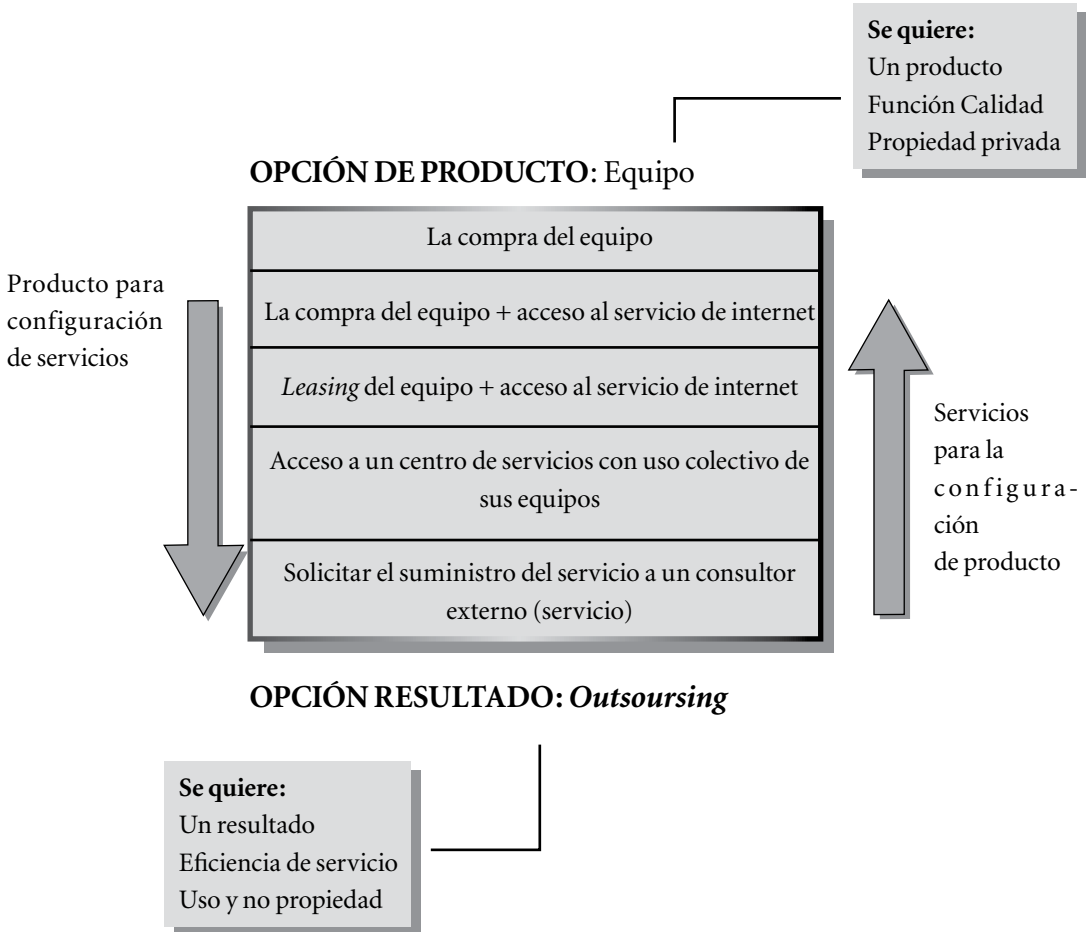 Se quiere:
Un producto
Función Calidad
Propiedad privada
OPCIÓN DE PRODUCTO: Equipo
La compra del equipo
La compra del equipo + acceso al servicio de internet
Leasing del equipo + acceso al servicio de internet
Acceso a un centro de servicios con uso colectivo de
sus equipos
Solicitar el suministro del servicio a un consultor
externo (servicio)
Producto para
configuración
de servicios
Servicios
para la
configura-
ción
de producto
OPCIÓN RESULTADO: Outsoursing
Se quiere:
Un resultado
Eficiencia de servicio
Uso y no propiedad